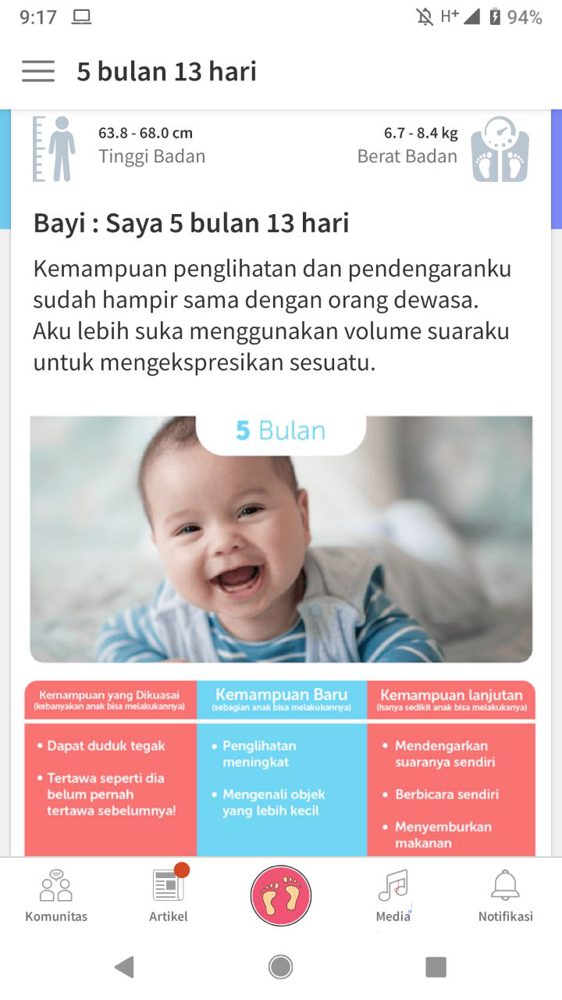 9:17
H+
94%
5 bulan 13 hari
63.8 - 68.0 cm
Tinggi Badan
6.7 - 8.4 kg
Berat Badan
Bayi : Saya 5 bulan 13 hari
Kemampuan penglihatan dan pendengaranku
sudah hampir sama dengan orang dewasa.
Aku lebih suka menggunakan volume suaraku
untuk mengekspresikan sesuatu.
5 Bulan
Kemampuan yang Dikuasai
(kebanyakan anak bisa melakukannya)
• Dapat duduk tegak
• Tertawa seperti dia
belum pernah
tertawa sebelumnya!
Kemampuan Baru
(sebagian anak bisa melakukannya)
• Penglihatan
meningkat
• Mengenali objek
yang lebih kecil
Kemampuan lanjutan
(hanya sedikit anak bisa melakukanya)
• Mendengarkan
suaranya sendiri
• Berbicara sendiri
• Menyemburkan
makanan
Komunitas
Artikel
Media
Notifikasi